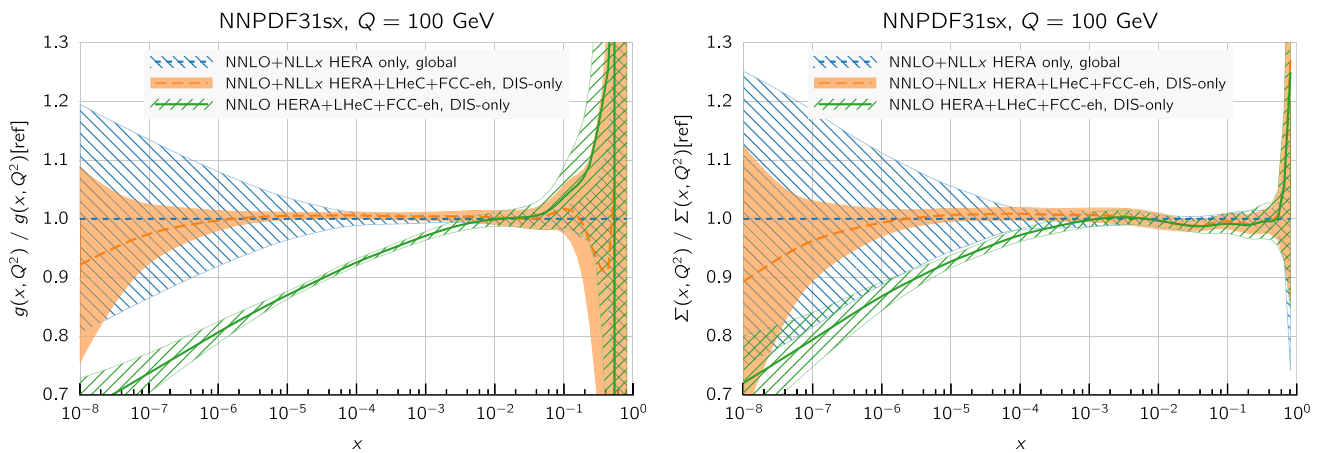 NNPDF31sx, Q = 100 GeV
g(x, Q²) / g(x, Q²)[ref]
1.3
1.2
1.1
1.0
0.9
0.8
0.7
NNLO+NLLx HERA only, global
NNLO+NLLx HERA+LHeC+FCC-eh, DIS-only
NNLO HERA+LHeC+FCC-eh, DIS-only
10⁻⁸ 10⁻⁷ 10⁻⁶ 10⁻⁵ 10⁻⁴ 10⁻³ 10⁻² 10⁻¹ 10⁰
x
NNPDF31sx, Q = 100 GeV
Σ(x, Q²) / Σ(x, Q²)[ref]
1.3
1.2
1.1
1.0
0.9
0.8
0.7
NNLO+NLLx HERA only, global
NNLO+NLLx HERA+LHeC+FCC-eh, DIS-only
NNLO HERA+LHeC+FCC-eh, DIS-only
10⁻⁸ 10⁻⁷ 10⁻⁶ 10⁻⁵ 10⁻⁴ 10⁻³ 10⁻² 10⁻¹ 10⁰
x